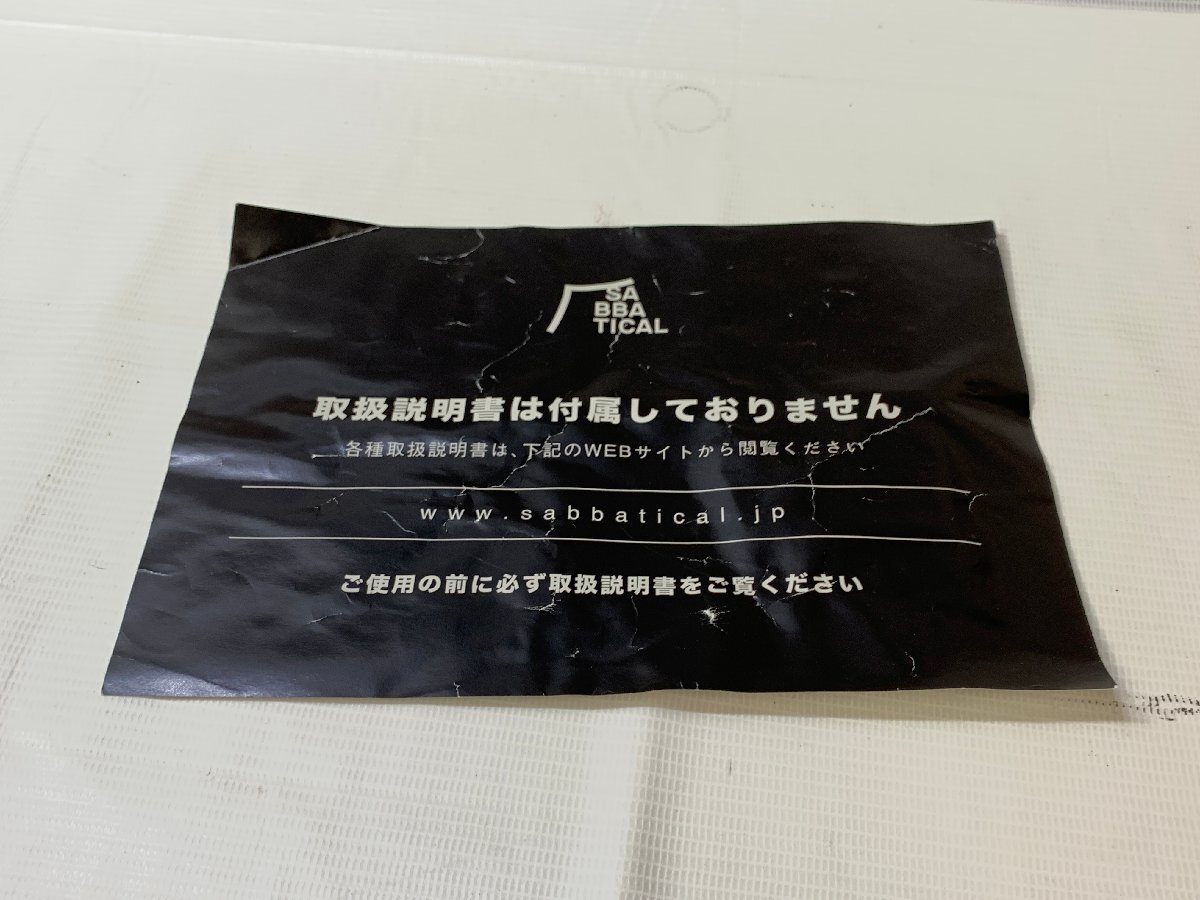 SA
BBA
TICAL
取扱説明書は付属しておりません
各種取扱説明書は、下記のWEBサイトから閲覧ください
www.sabbatical.jp
ご使用の前に必ず取扱説明書をご覧ください